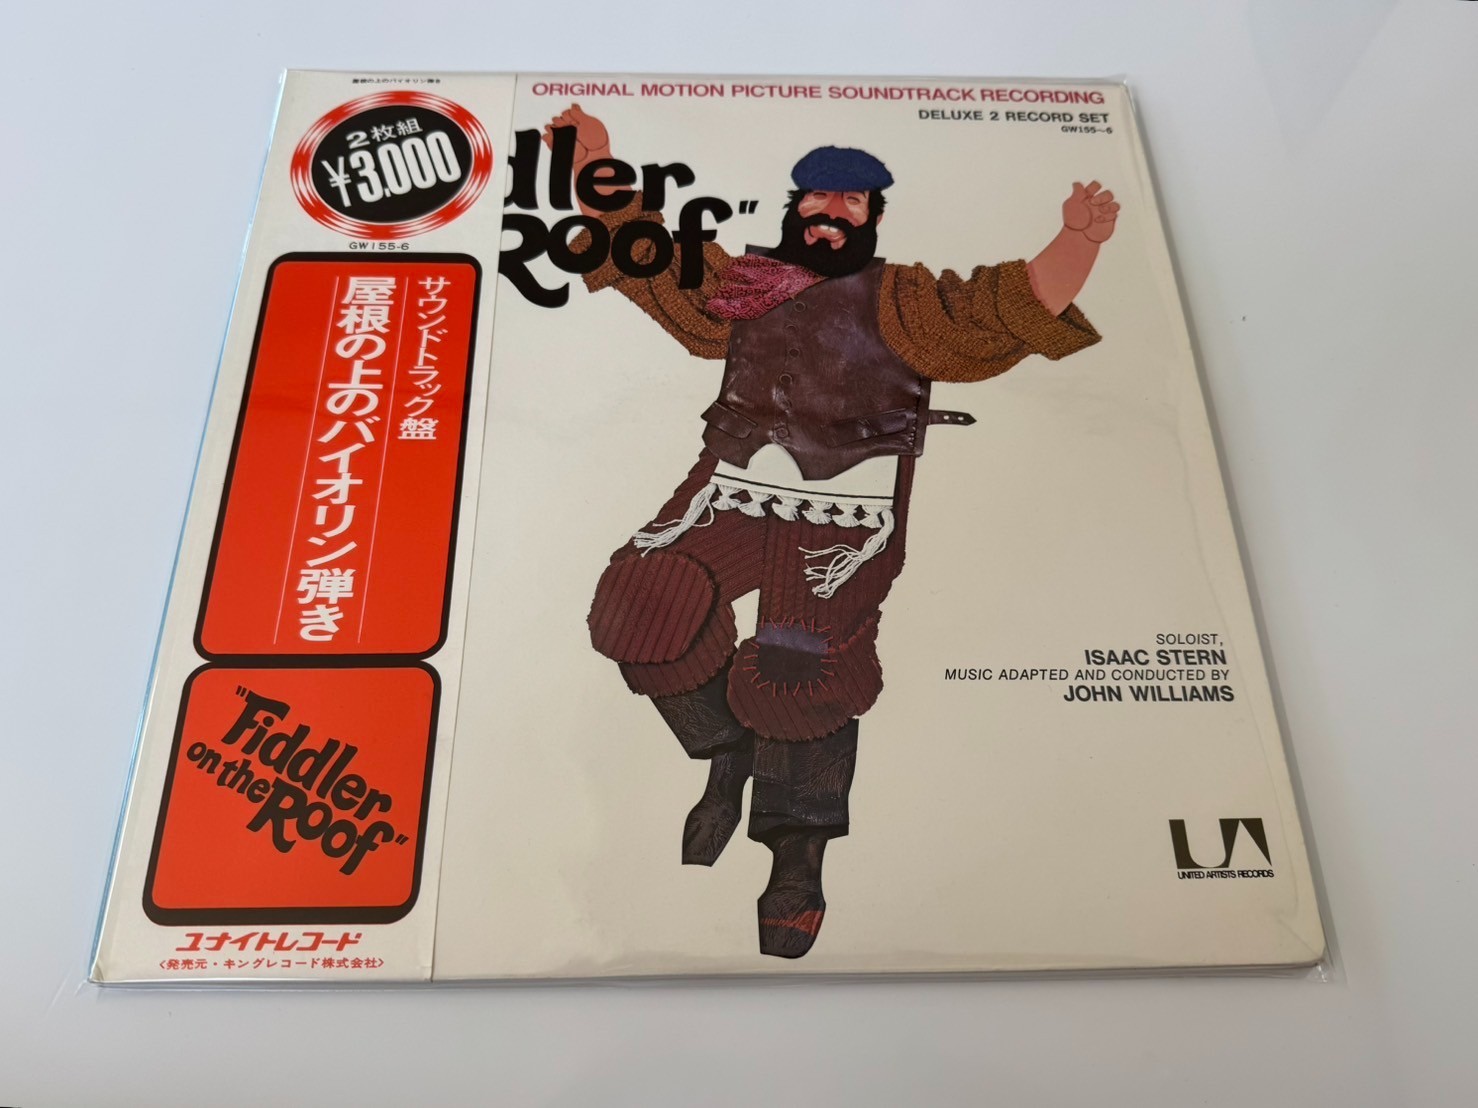 屋根の上のバイオリン弾き
2枚組
¥3,000
GW155-6
サウンドトラック盤
屋根の上のバイオリン弾き
"Fiddler
on the Roof"
ユナイトレコード
<発売元・キングレコード株式会社>
ORIGINAL MOTION PICTURE SOUNDTRACK RECORDING
DELUXE 2 RECORD SET
GW155~6
dler
Roof"
SOLOIST,
ISAAC STERN
MUSIC ADAPTED AND CONDUCTED BY
JOHN WILLIAMS
UA
UNITED ARTISTS RECORDS